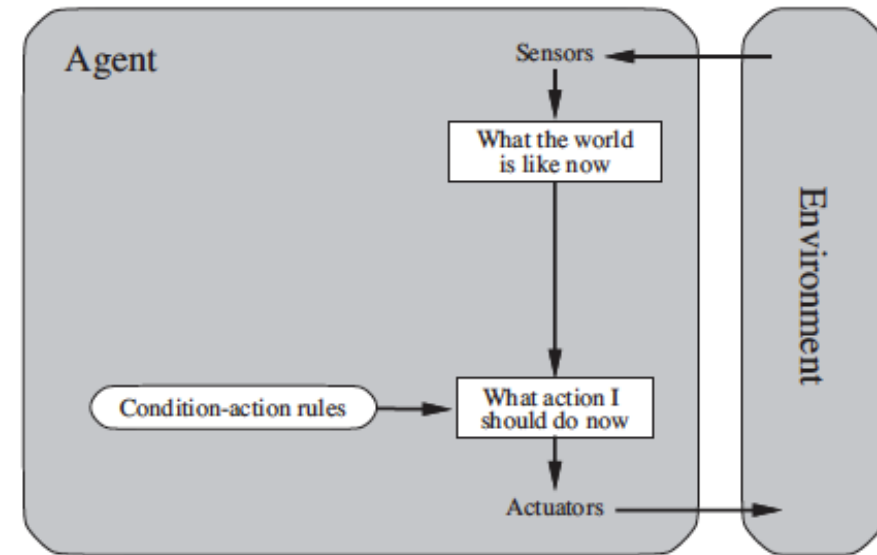 Agent
Sensors
What the world
is like now
Environment
Condition-action rules
What action I
should do now
Actuators